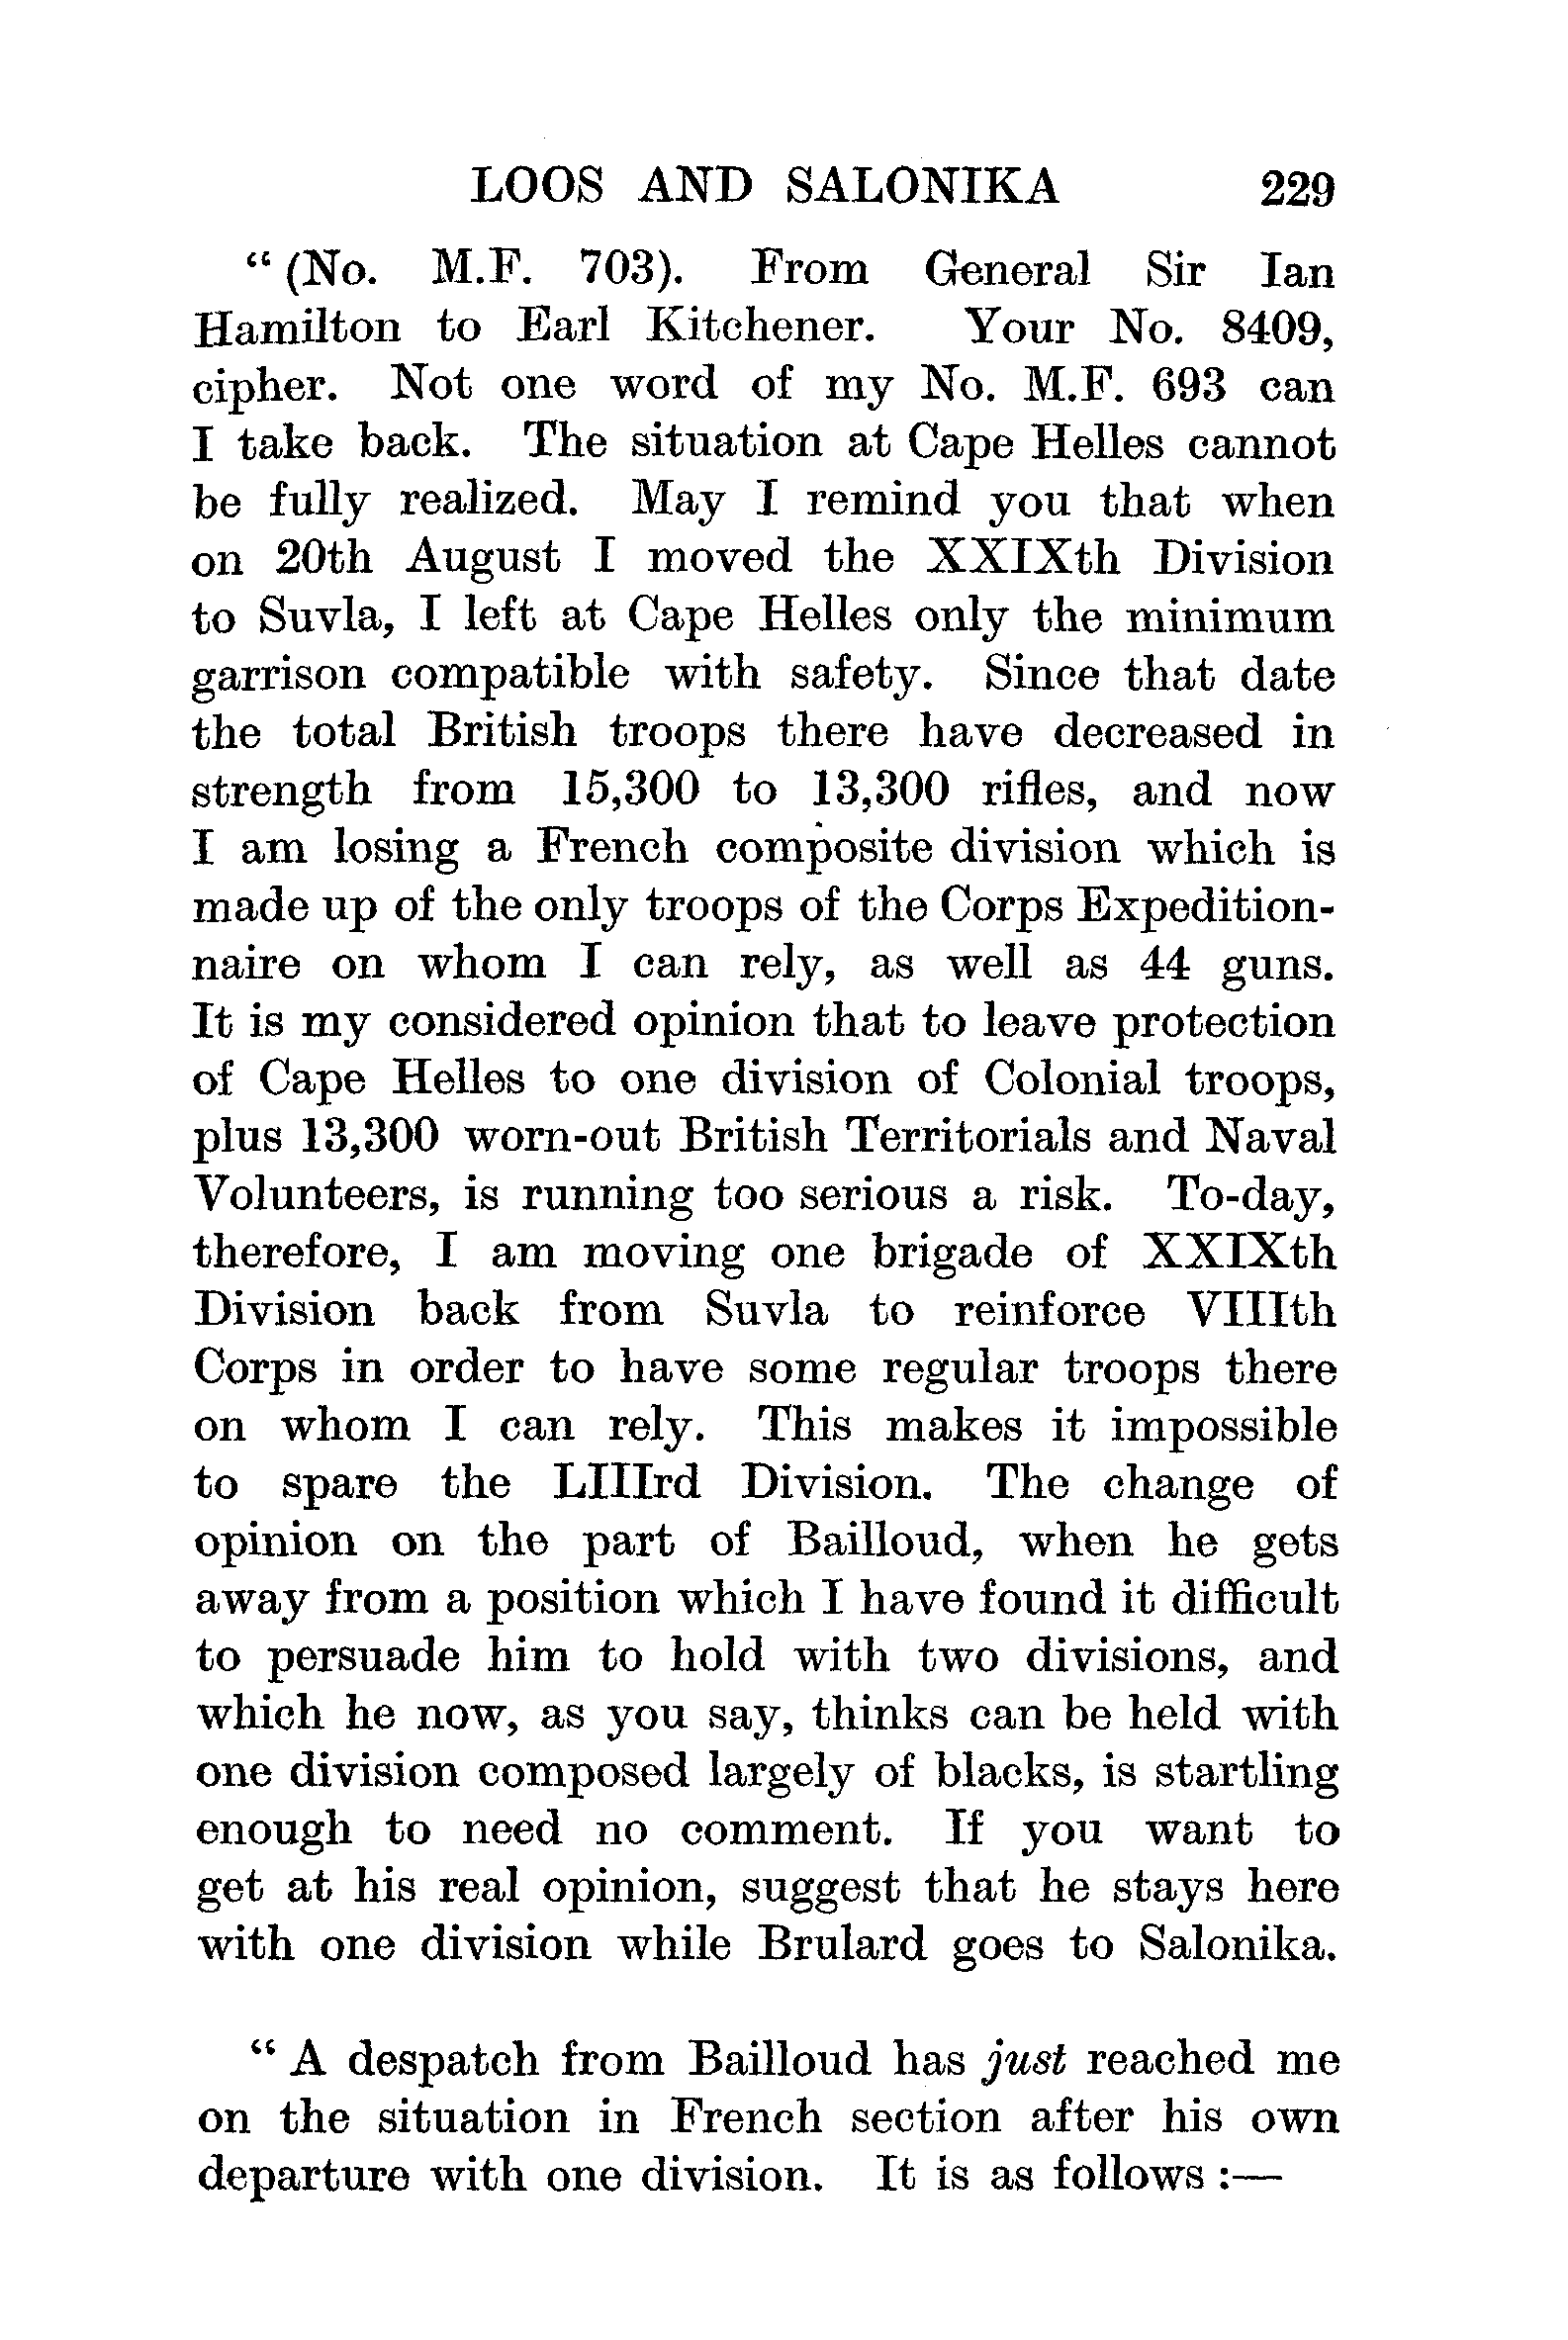 LOOS AND SALONIKA 229
“ (No. M.F. 703). From General Sir Ian
Hamilton to Earl Kitchener. Your No. 8409,
cipher. Not one word of my No. M.F. 693 can
I take back. The situation at Cape Helles cannot
be fully realized. May I remind you that when
on 20th August I moved the XXIXth Division
to Suvla, I left at Cape Helles only the minimum
garrison compatible with safety. Since that date
the total British troops there have decreased in
strength from 15,300 to 13,300 rifles, and now
I am losing a French composite division which is
made up of the only troops of the Corps Expedition-
naire on whom I can rely, as well as 44 guns.
It is my considered opinion that to leave protection
of Cape Helles to one division of Colonial troops,
plus 13,300 worn-out British Territorials and Naval
Volunteers, is running too serious a risk. To-day,
therefore, I am moving one brigade of XXIXth
Division back from Suvla to reinforce VIIIth
Corps in order to have some regular troops there
on whom I can rely. This makes it impossible
to spare the LIIIrd Division. The change of
opinion on the part of Bailloud, when he gets
away from a position which I have found it difficult
to persuade him to hold with two divisions, and
which he now, as you say, thinks can be held with
one division composed largely of blacks, is startling
enough to need no comment. If you want to
get at his real opinion, suggest that he stays here
with one division while Brulard goes to Salonika.
“ A despatch from Bailloud has just reached me
on the situation in French section after his own
departure with one division. It is as follows :—